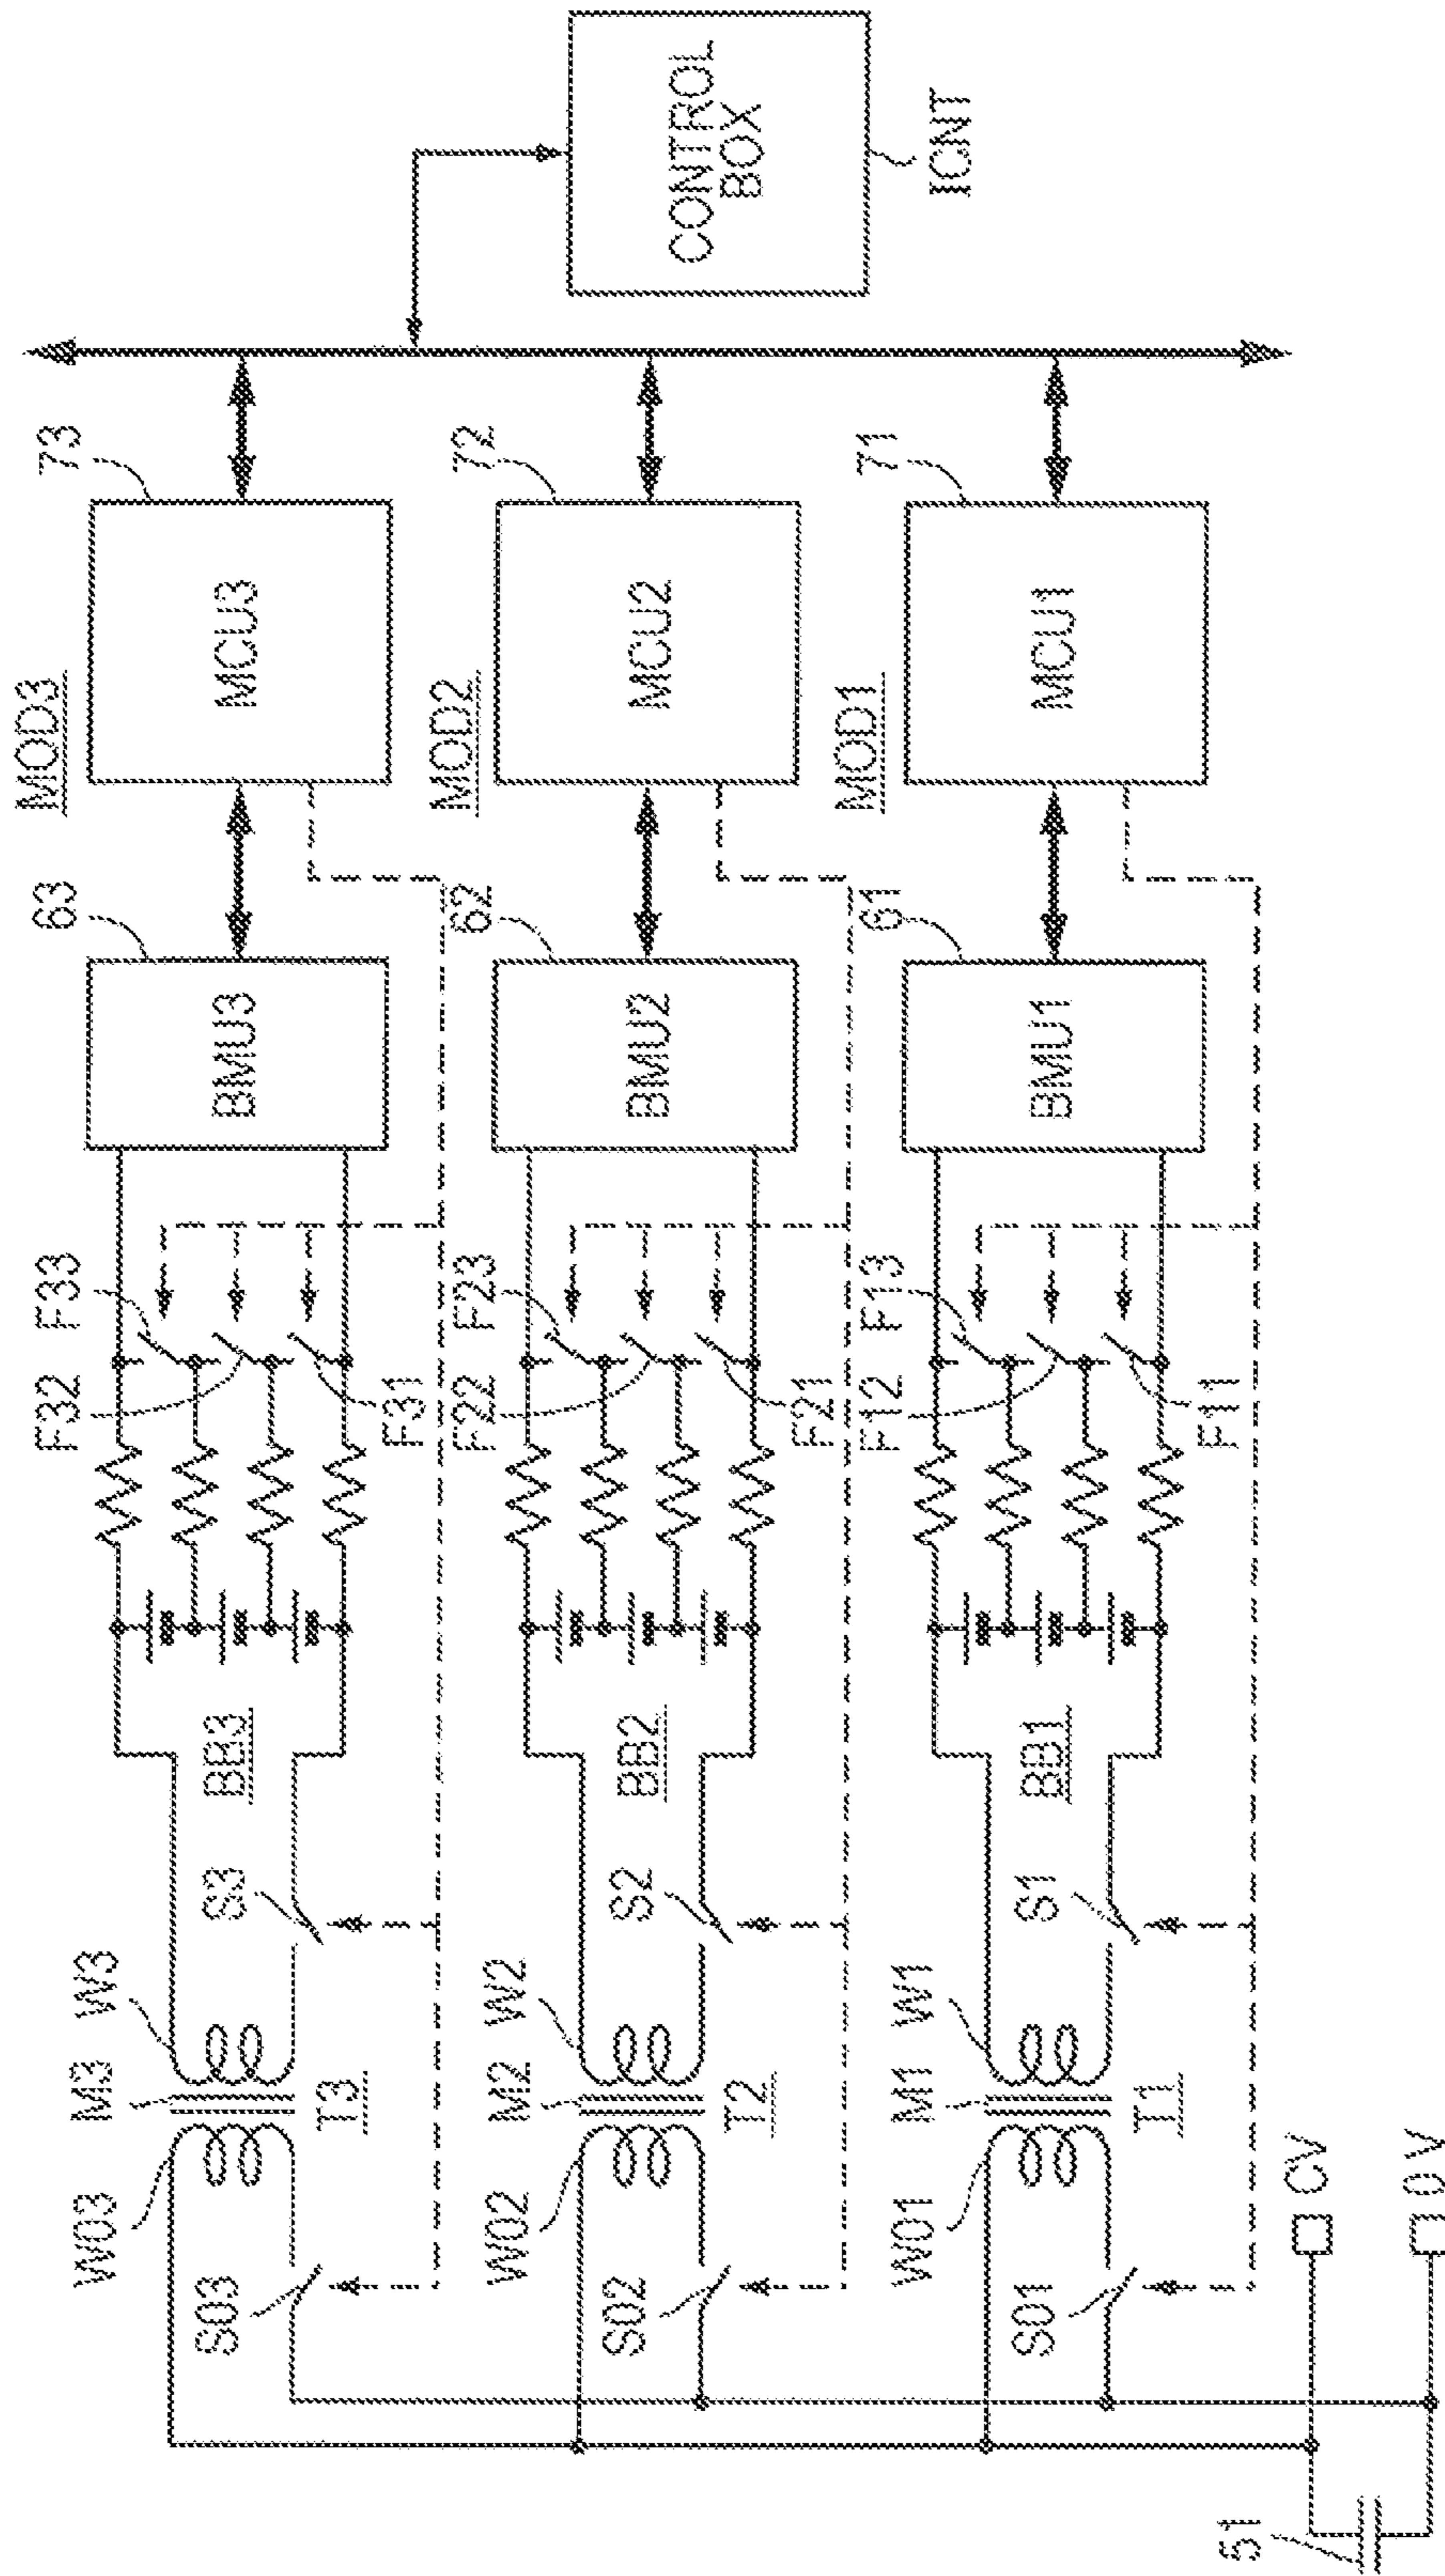 MOD3
73
MCU3
63
BMU3
F33
F32
F31
BB3
S3
W3
M3
T3
W03
S03
MOD2
72
MCU2
62
BMU2
F23
F22
F21
BB2
S2
W2
M2
T2
W02
S02
MOD1
71
MCU1
61
BMU1
F13
F12
F11
BB1
S1
W1
M1
T1
W01
S01
CONTROL
BOX
ICNT
CV
0 V
51